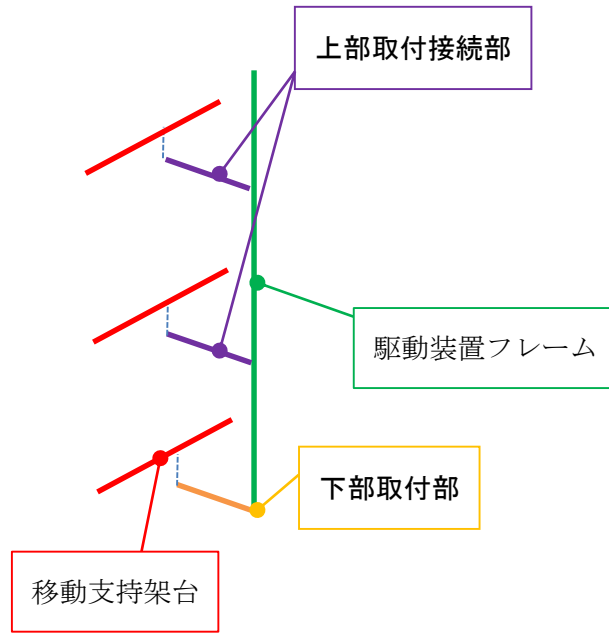 上部取付接続部
駆動装置フレーム
下部取付部
移動支持架台